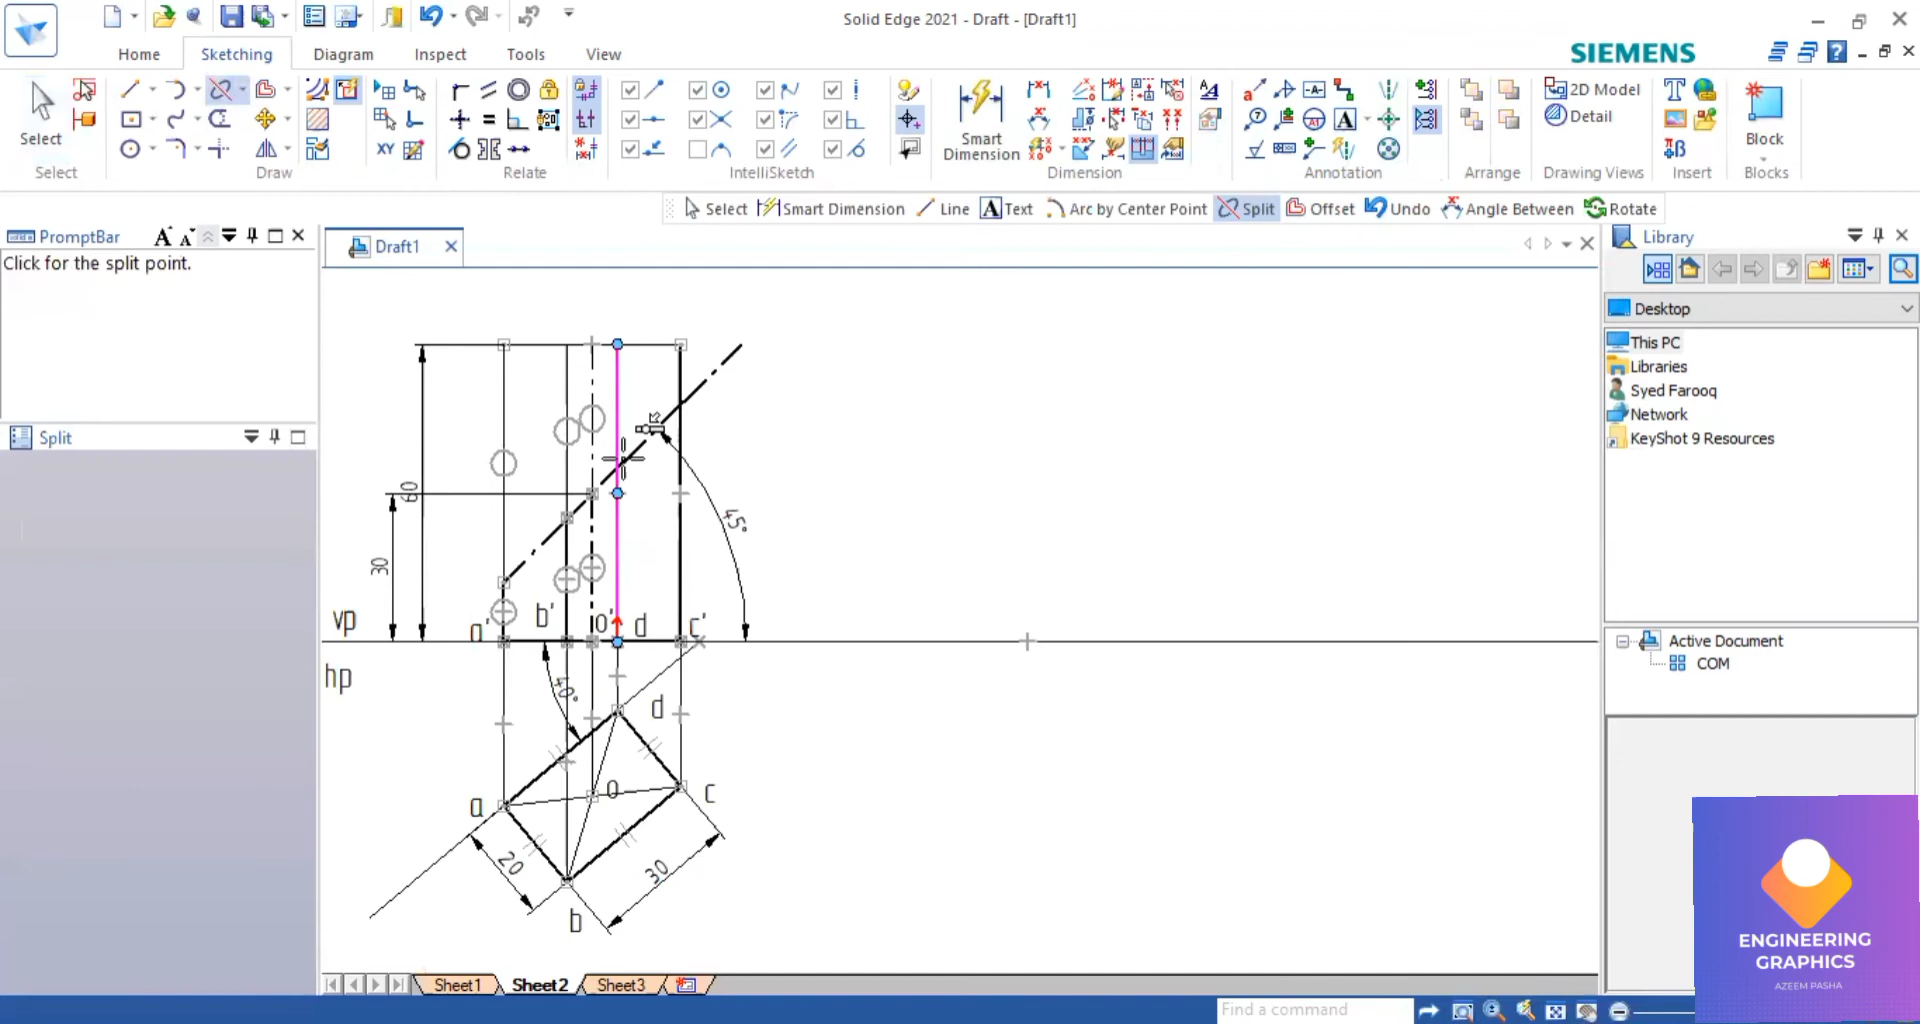 Solid Edge 2021 - Draft - [Draft1]
Home
Sketching
Diagram
Inspect
Tools
View
SIEMENS
Select
XY
Smart
Dimension
2D Model
Detail
Block
Select
Draw
Relate
IntelliSketch
Dimension
Annotation
Arrange
Drawing Views
Insert
Blocks
Select
Smart Dimension
Line
Text
Arc by Center Point
Split
Offset
Undo
Angle Between
Rotate
PromptBar
Draft1
Library
Click for the split point.
Desktop
This PC
Libraries
Syed Farooq
Network
KeyShot 9 Resources
Split
60
45°
30
vp
a'
b'
o'
d
c'
hp
40°
d
o
a
c
20
30
b
Active Document
COM
ENGINEERING
GRAPHICS
AZEEM PASHA
Sheet1
Sheet2
Sheet3
Find a command